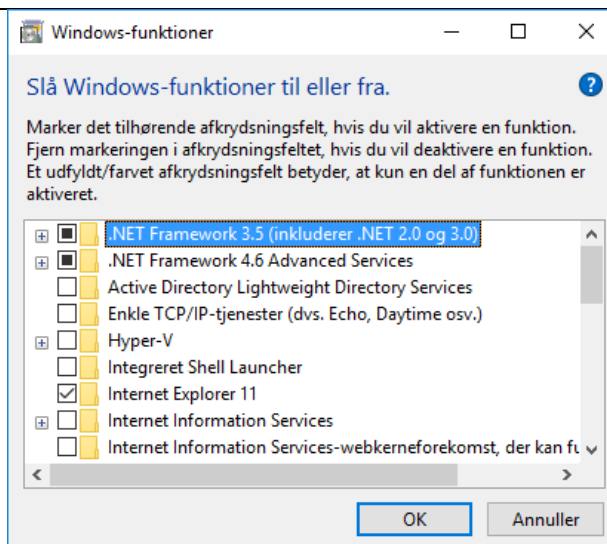 Windows-funktioner
Slå Windows-funktioner til eller fra.
Marker det tilhørende afkrydsningsfelt, hvis du vil aktivere en funktion.
Fjern markeringen i afkrydsningsfeltet, hvis du vil deaktivere en funktion.
Et udfyldt/farvet afkrydsningsfelt betyder, at kun en del af funktionen er
aktiveret.
.NET Framework 3.5 (inkluderer .NET 2.0 og 3.0)
.NET Framework 4.6 Advanced Services
Active Directory Lightweight Directory Services
Enkle TCP/IP-tjenester (dvs. Echo, Daytime osv.)
Hyper-V
Integreret Shell Launcher
Internet Explorer 11
Internet Information Services
Internet Information Services-webkerneforekomst, der kan
OK Annuller